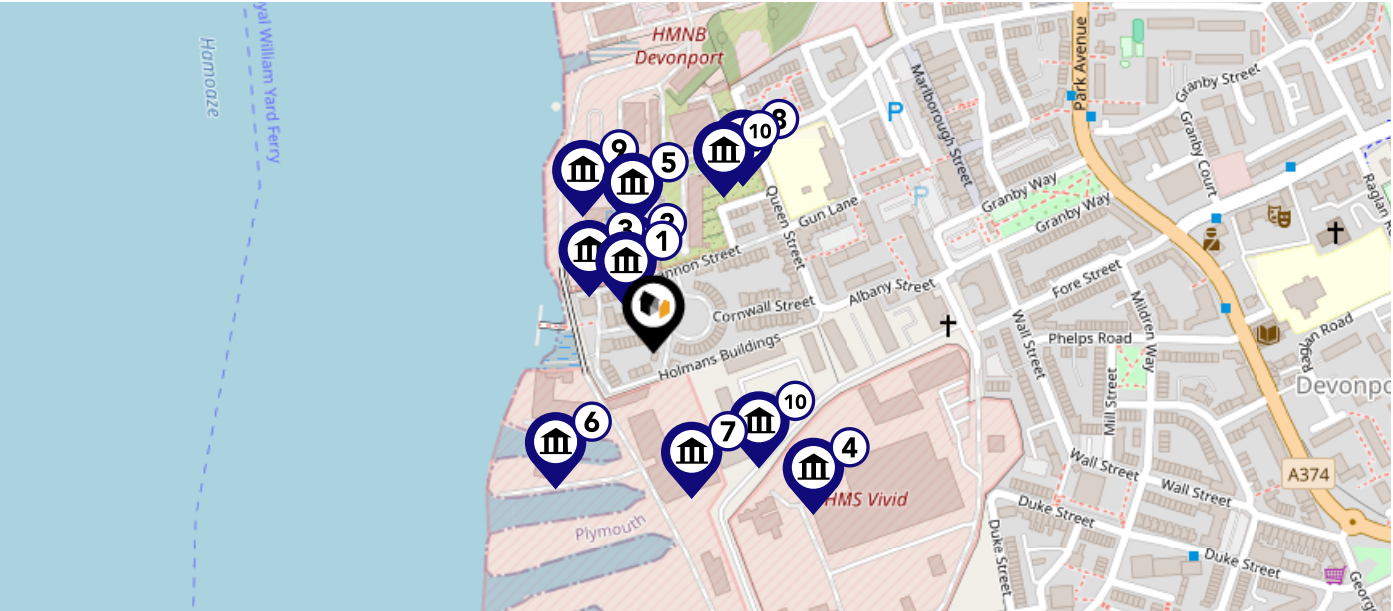 HMNB
Devonport
yal William Yard Ferry
Hamoaze
Park Avenue
Granby Street
Marlborough Street
P
Granby Court
8
10
9
5
P
Granby Way
Granby Way
Raglan
Queen Street
Gun Lane
3
2
1
nnon Street
Cornwall Street
Albany Street
Fore Street
Mildren Way
Wall Street
Phelps Road
Raglan Road
Holmans Buildings
Devonpo
Mill Street
10
6
7
4
Wall Street
Wall Street
A374
HMS Vivid
Plymouth
Duke Street
Duke Street
Duke Street
George